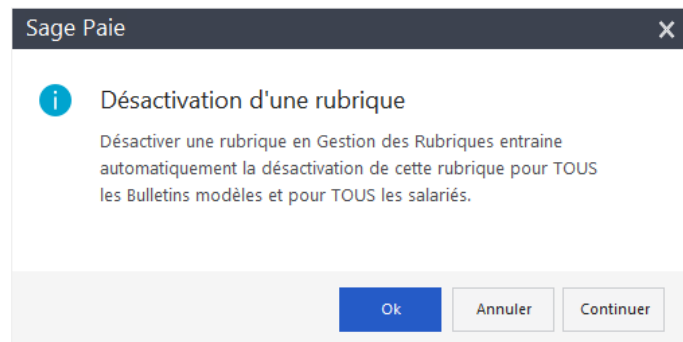 Sage Paie
Désactivation d'une rubrique
Désactiver une rubrique en Gestion des Rubriques entraine
automatiquement la désactivation de cette rubrique pour TOUS
les Bulletins modèles et pour TOUS les salariés.
Ok Annuler Continuer